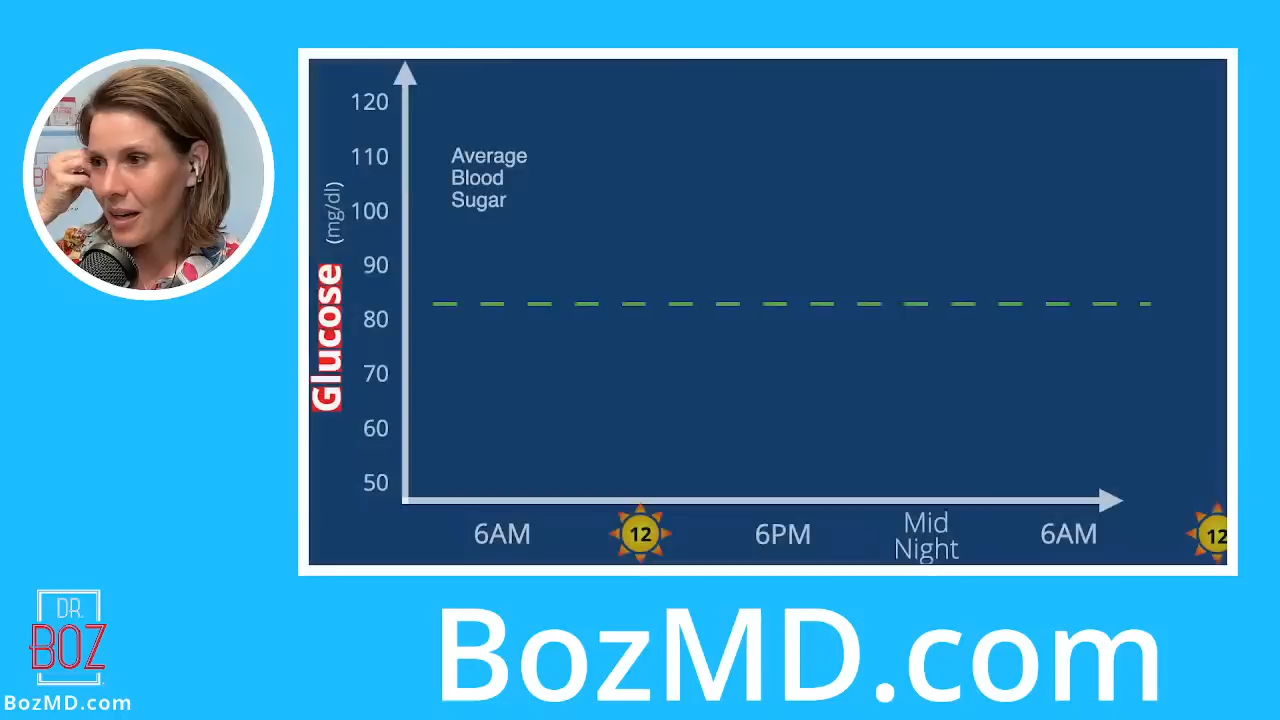 120
110
100
90
80
70
60
50
Glucose (mg/dl)
Average
Blood
Sugar
6AM
12
6PM
Mid
Night
6AM
12
DR.
BOZ
BozMD.com
BozMD.com